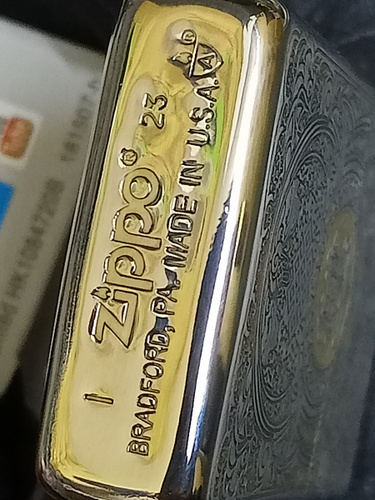 I Zippo® 23
BRADFORD, PA. MADE IN U.S.A.
A